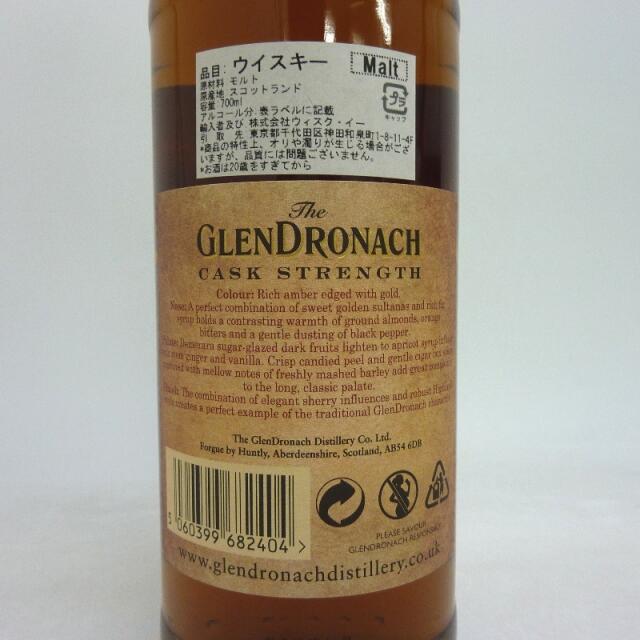 品目: ウイスキー Malt
原材料 モルト
原産地 スコットランド
容量 700ml
アルコール分 表ラベルに記載
輸入者及び 株式会社ウィスク・イー
引 取 先 東京都千代田区神田和泉町1-8-11-4F
*商品の特性上、オリや濁りが生じる場合がござ
いますが、品質には問題ございません。
*お酒は20歳をすぎてから
プラ
キャップ
The
GLENDRONACH
CASK STRENGTH
Colour: Rich amber edged with gold.
Nose: A perfect combination of sweet golden sultanas and rich fig
syrup holds a contrasting warmth of ground almonds, orange
bitters and a gentle dusting of black pepper.
Demerara sugar-glazed dark fruits lighten to apricot syrup
ginger and vanilla. Crisp candied peel and gentle cigar box
with mellow notes of freshly mashed barley add great
to the long, classic palate.
The combination of elegant sherry influences and robust
creates a perfect example of the traditional GlenDronach
The GlenDronach Distillery Co. Ltd.
Forgue by Huntly, Aberdeenshire, Scotland, AB54 6DB
5 060399 682404 >
PLEASE SAVOUR
GLENDRONACH RESPONSIBLY
www.glendronachdistillery.co.uk